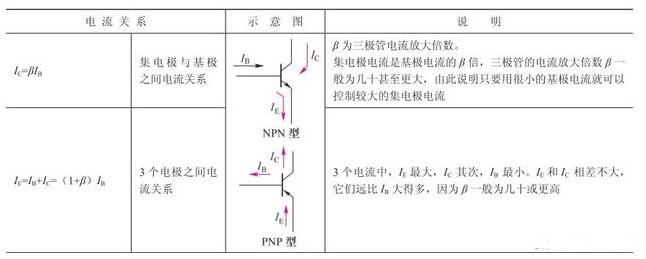 电流关系
示意图
说明
I_C=βI_B
集电极与基极
之间电流关系
I_B
I_C
I_E
NPN 型
β 为三极管电流放大倍数。
集电极电流是基极电流的 β 倍，三极管的电流放大倍数 β 一
般为几十甚至更大，由此说明只要用很小的基极电流就可以
控制较大的集电极电流
I_E=I_B+I_C=（1+β）I_B
3 个电极之间电
流关系
I_C
I_B
I_E
PNP 型
3 个电流中，I_E 最大，I_C 其次，I_B 最小。I_E 和 I_C 相差不大，
它们远比 I_B 大得多，因为 β 一般为几十或更高